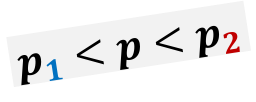 p₁ < p < p₂